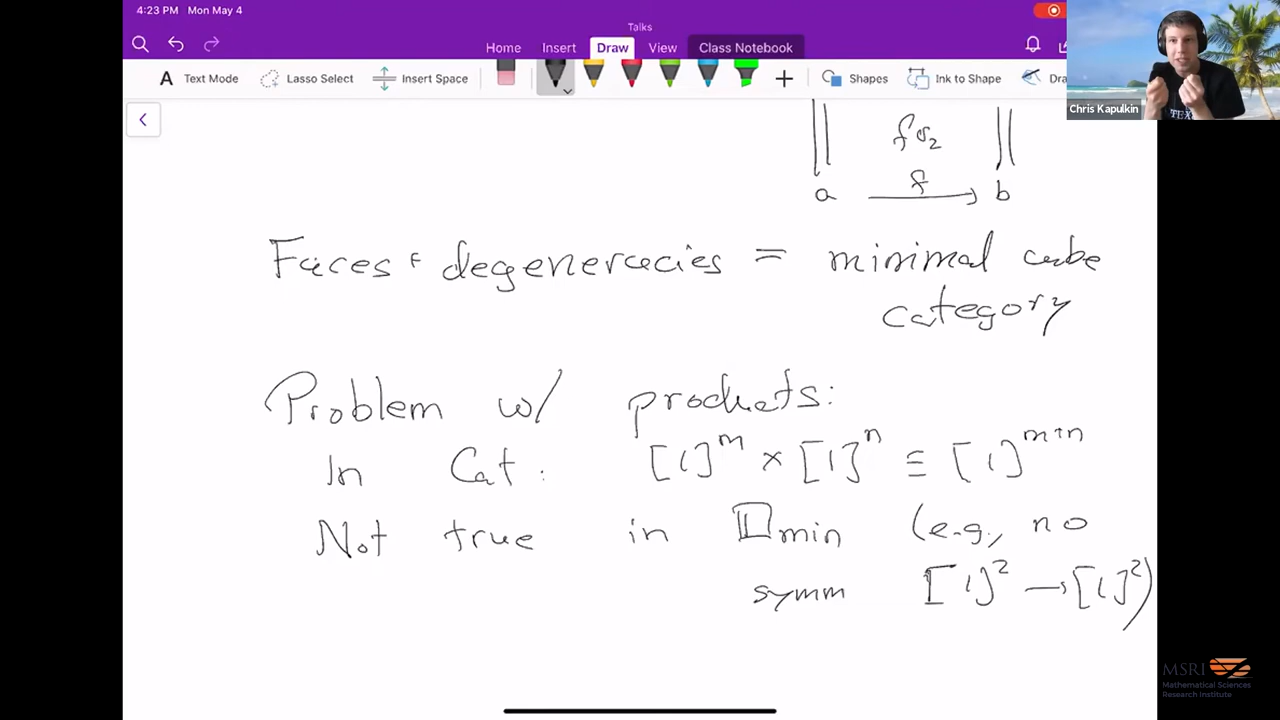 4:23 PM Mon May 4
Talks
Home Insert Draw View Class Notebook
Text Mode Lasso Select Insert Space Shapes Ink to Shape
Chris Kapulkin
TEX
fσ₂
f
a → b
Faces + degeneracies = minimal cube
category
Problem w/ products:
In Cat: [1]^m × [1]^n ≅ [1]^{m+n}
Not true in □min (e.g., no
symm [1]² → [1]²)
MSRI
Mathematical Sciences
Research Institute